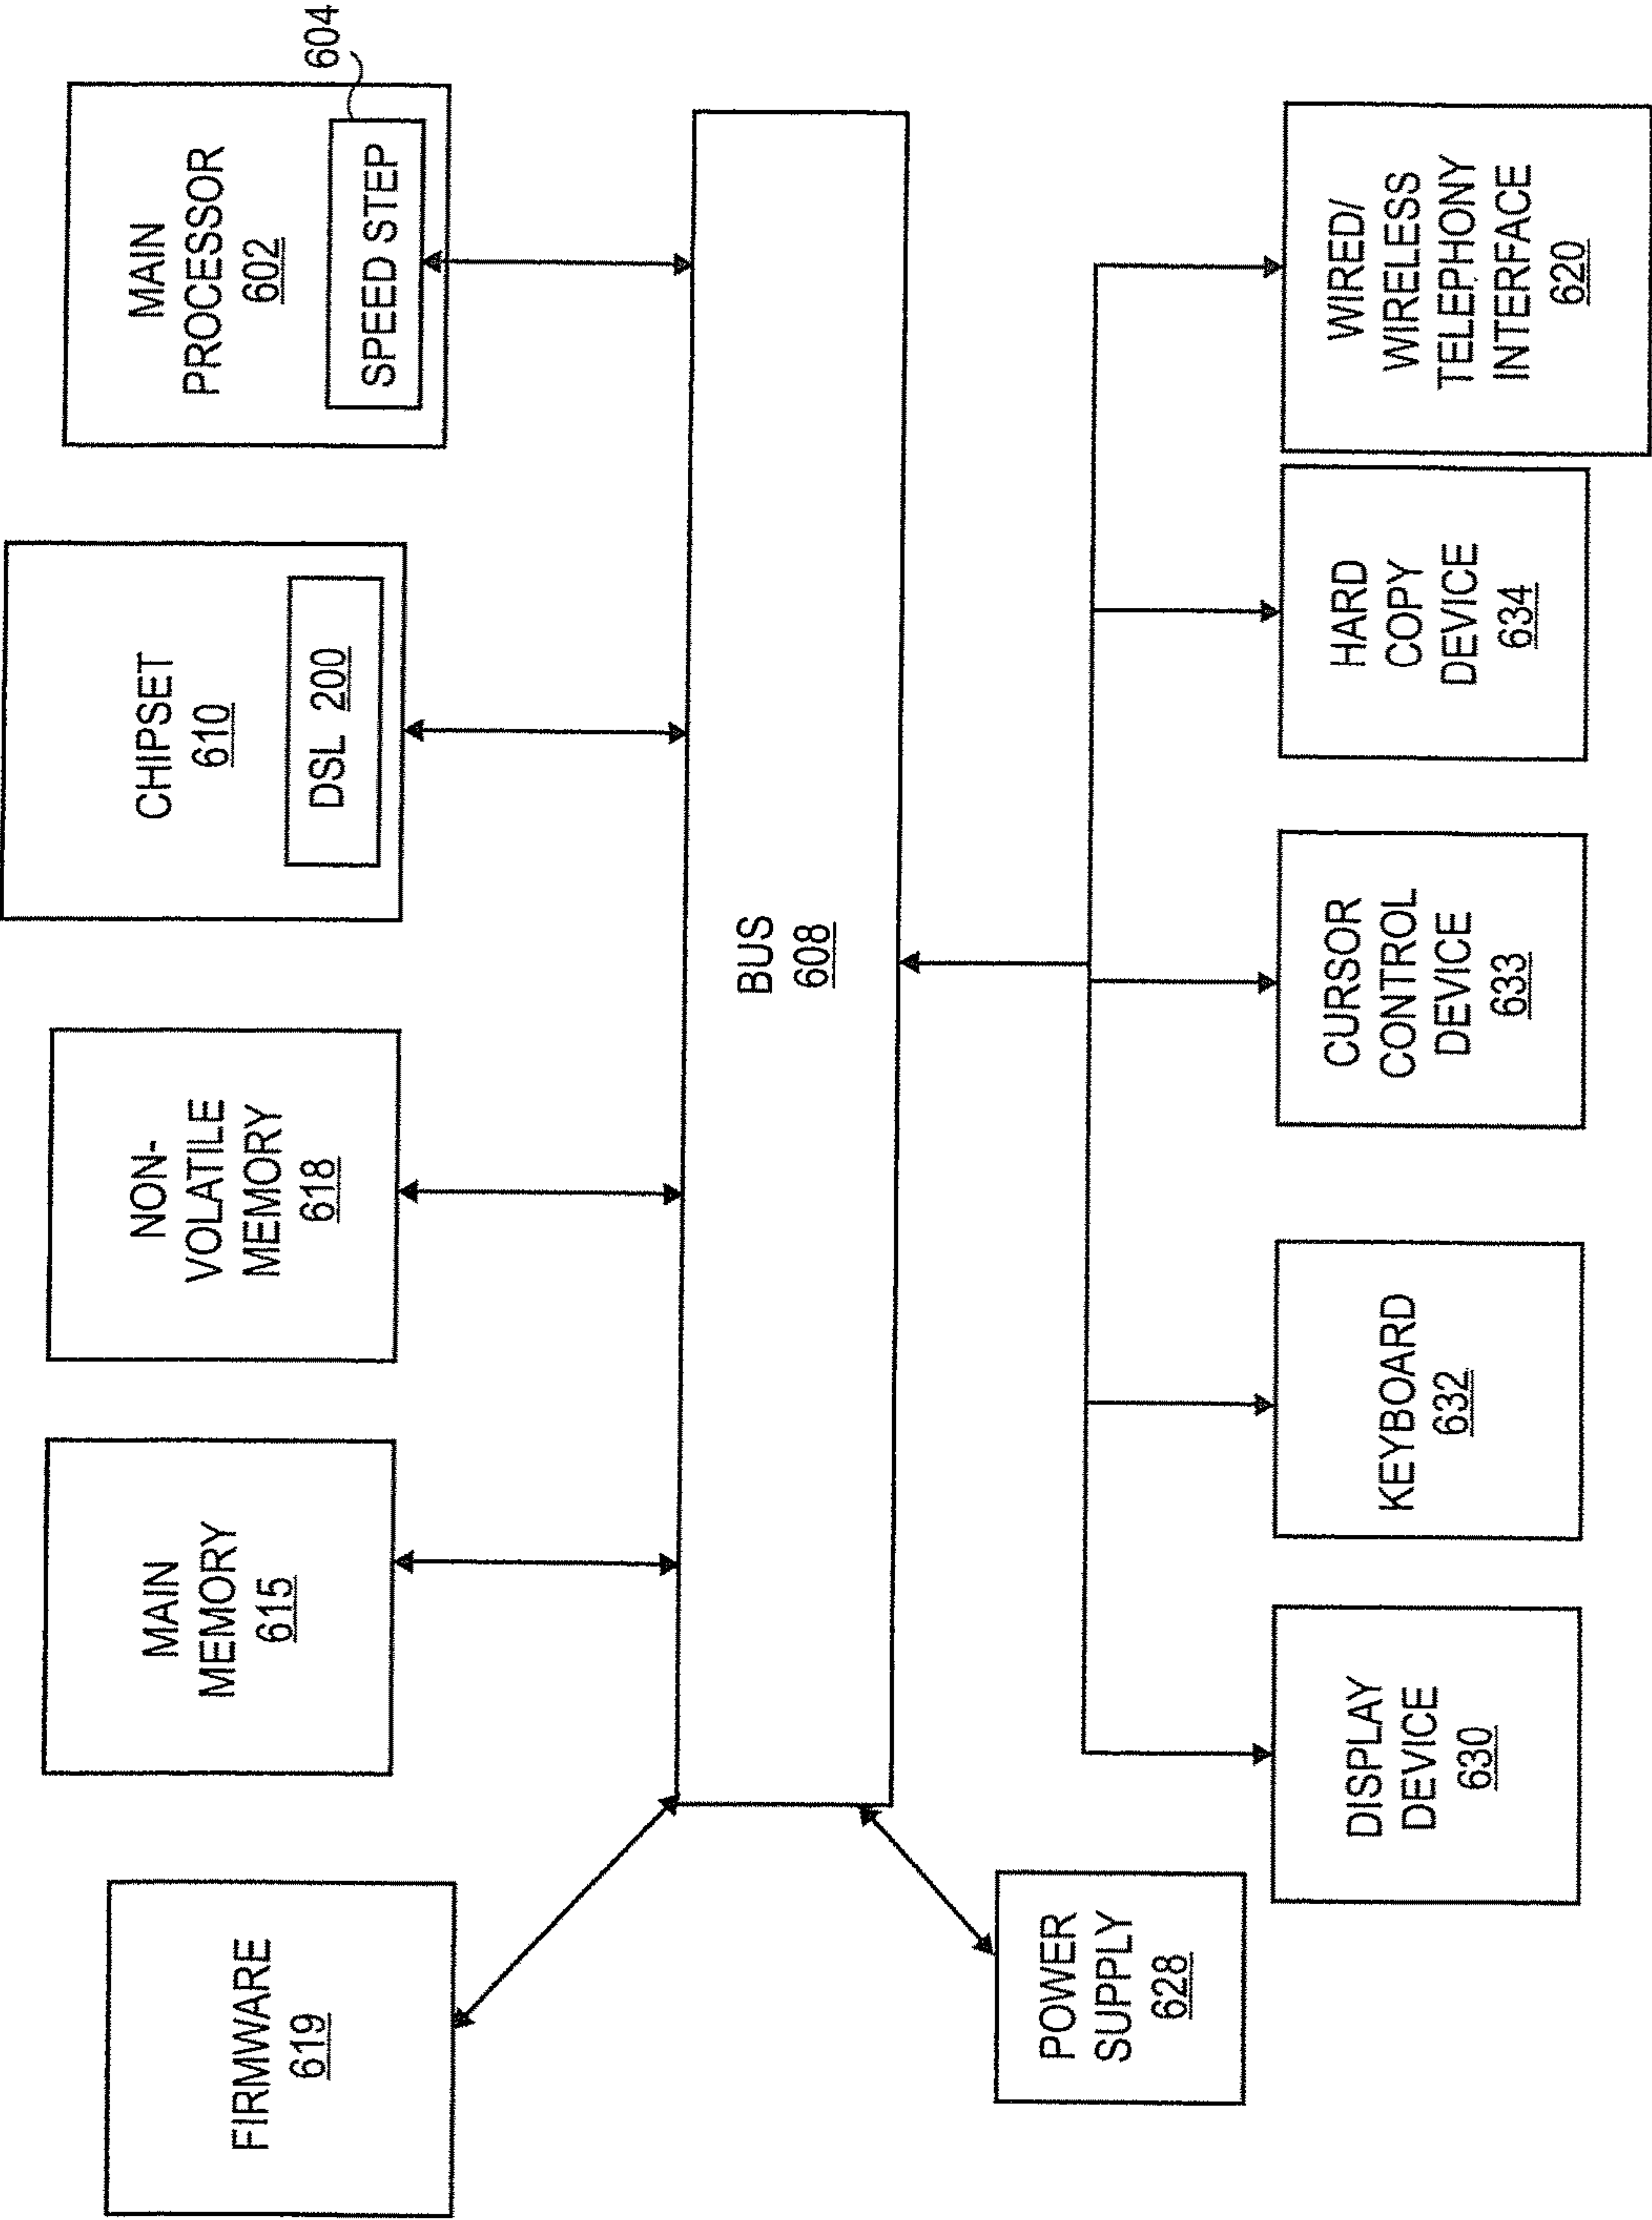 FIRMWARE
619
MAIN
MEMORY
615
NON-
VOLATILE
MEMORY
618
CHIPSET
610
DSL 200
MAIN
PROCESSOR
602
SPEED STEP
604
BUS
608
POWER
SUPPLY
628
DISPLAY
DEVICE
630
KEYBOARD
632
CURSOR
CONTROL
DEVICE
633
HARD
COPY
DEVICE
634
WIRED/
WIRELESS
TELEPHONY
INTERFACE
620